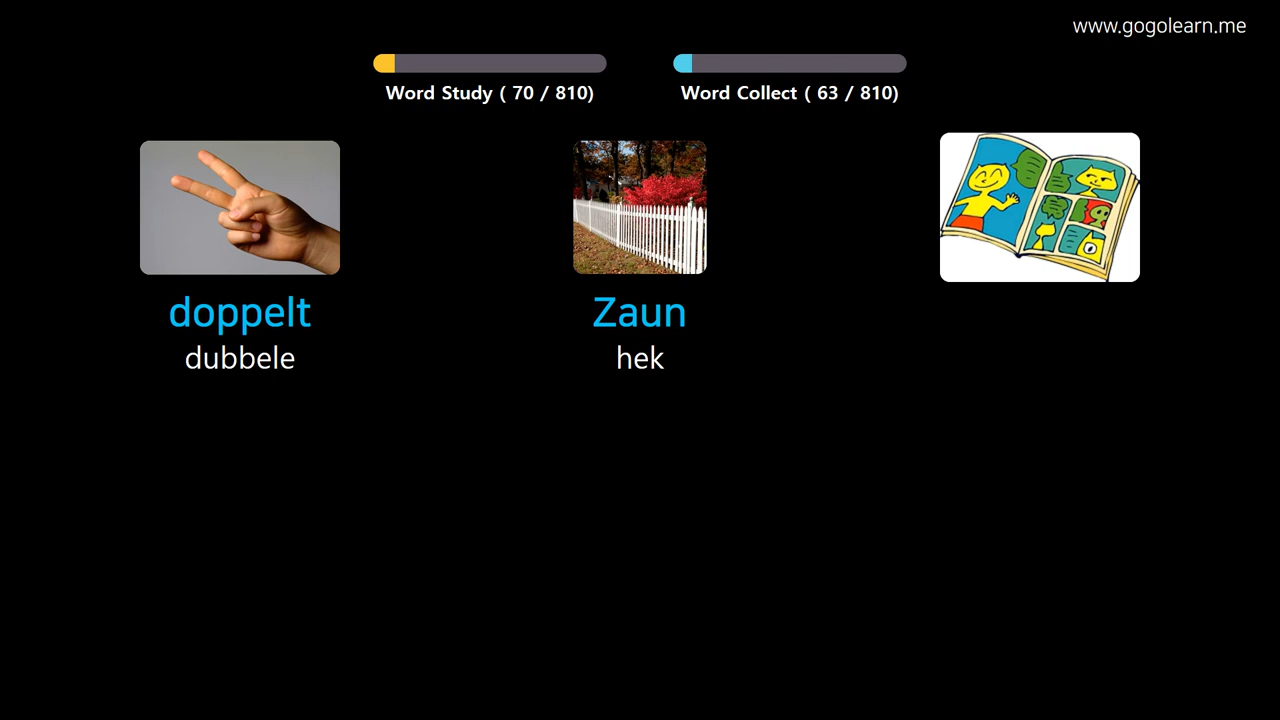 www.gogolearn.me
Word Study ( 70 / 810)
Word Collect ( 63 / 810)
doppelt
dubbele
Zaun
hek